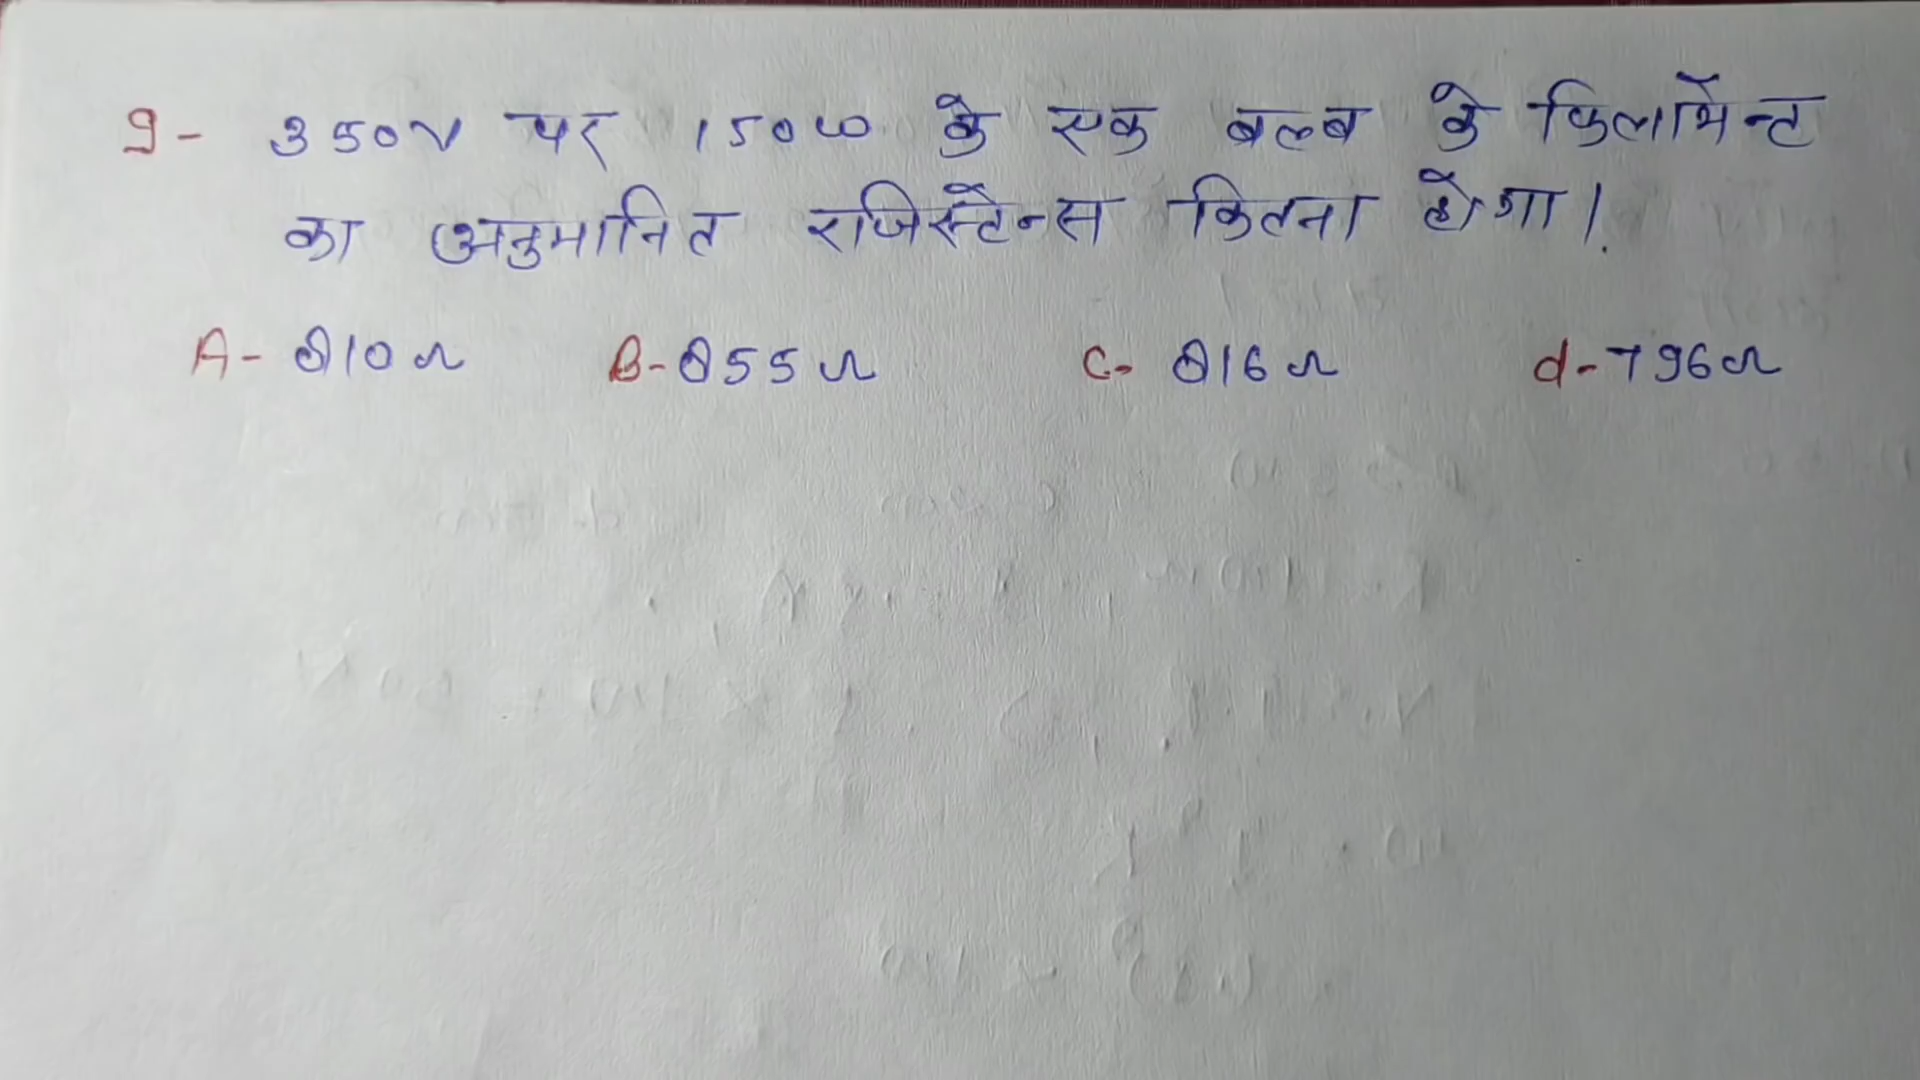 9- 350V पर 150W के एक बल्ब के फिलामेन्ट
का अनुमानित रजिस्टेन्स कितना होगा।
A- 810Ω B- 855Ω C- 816Ω d- 796Ω